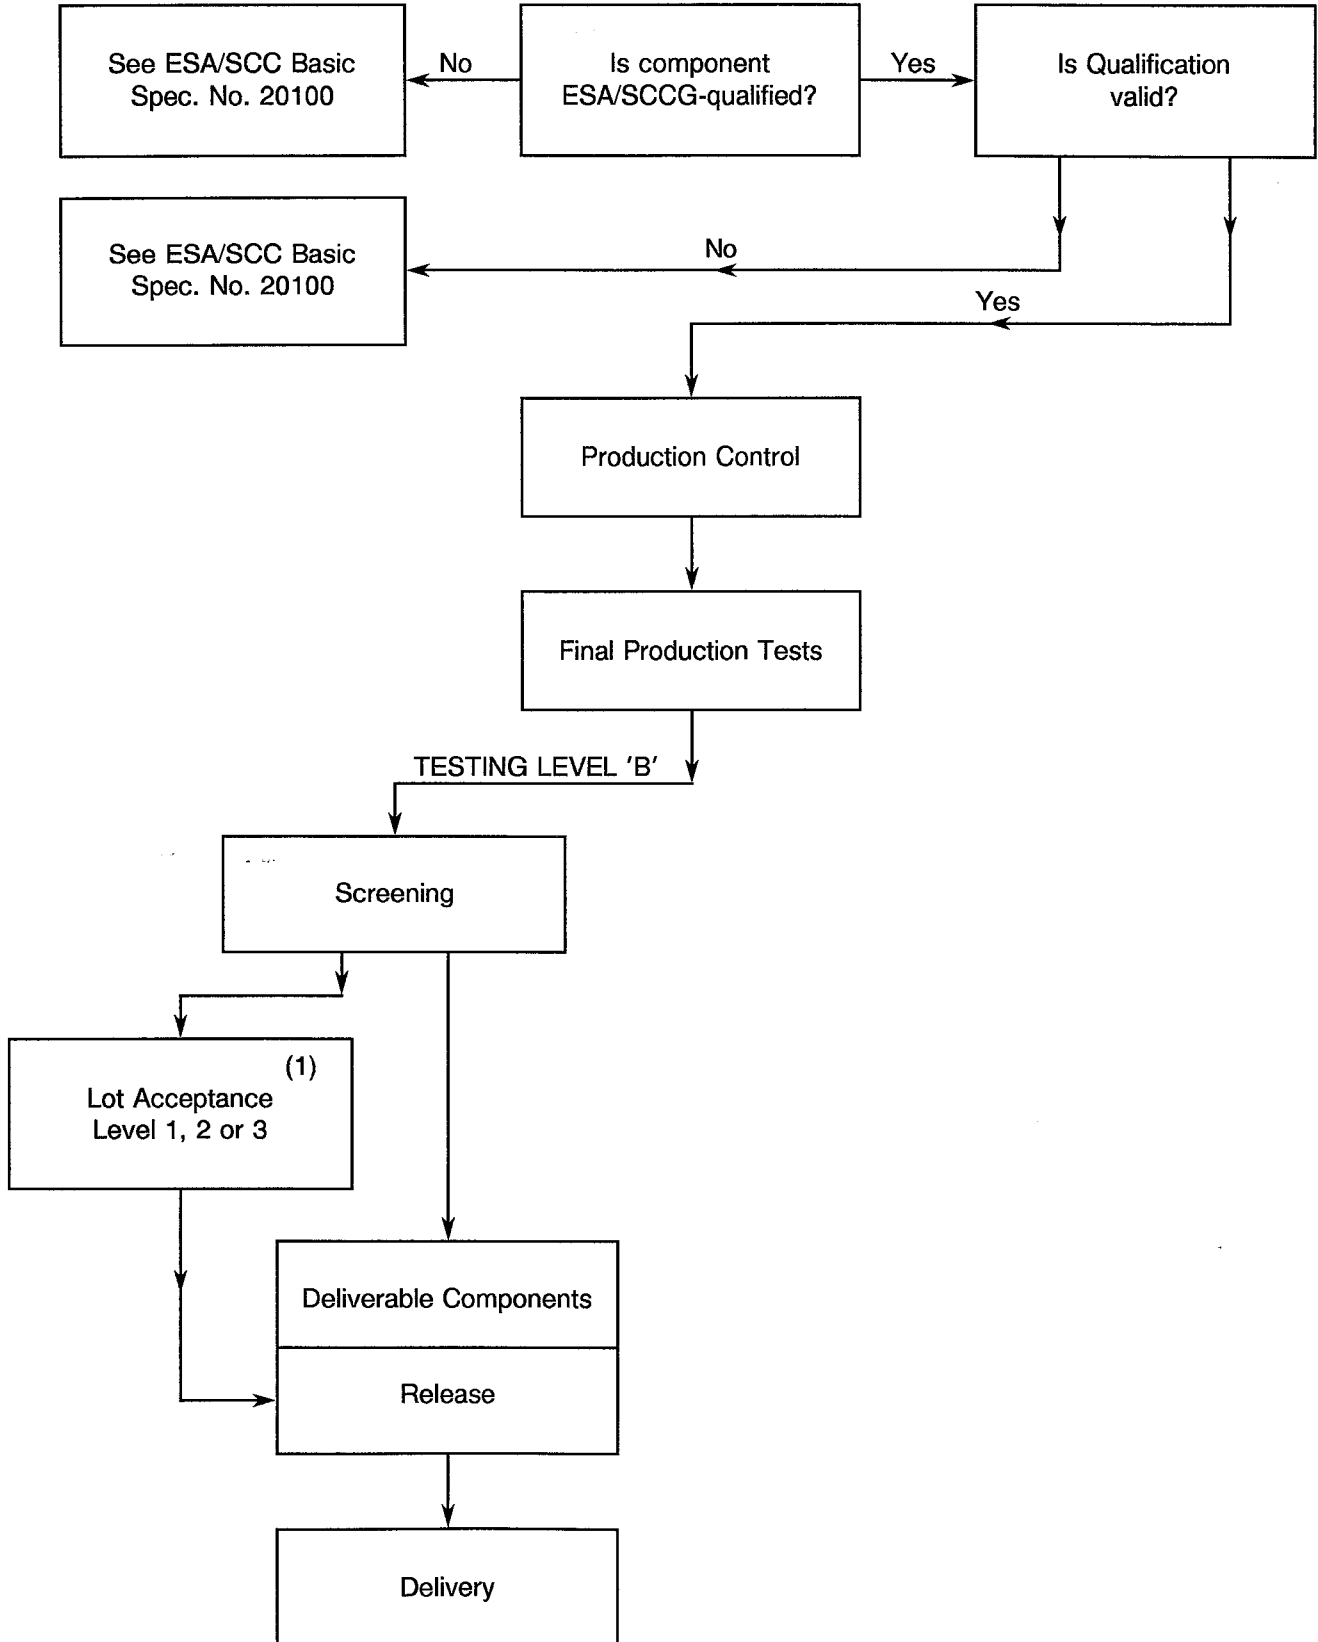 See ESA/SCC Basic
Spec. No. 20100
No
Is component
ESA/SCCG-qualified?
Yes
Is Qualification
valid?
See ESA/SCC Basic
Spec. No. 20100
No
Yes
Production Control
Final Production Tests
TESTING LEVEL 'B'
Screening
(1)
Lot Acceptance
Level 1, 2 or 3
Deliverable Components
Release
Delivery